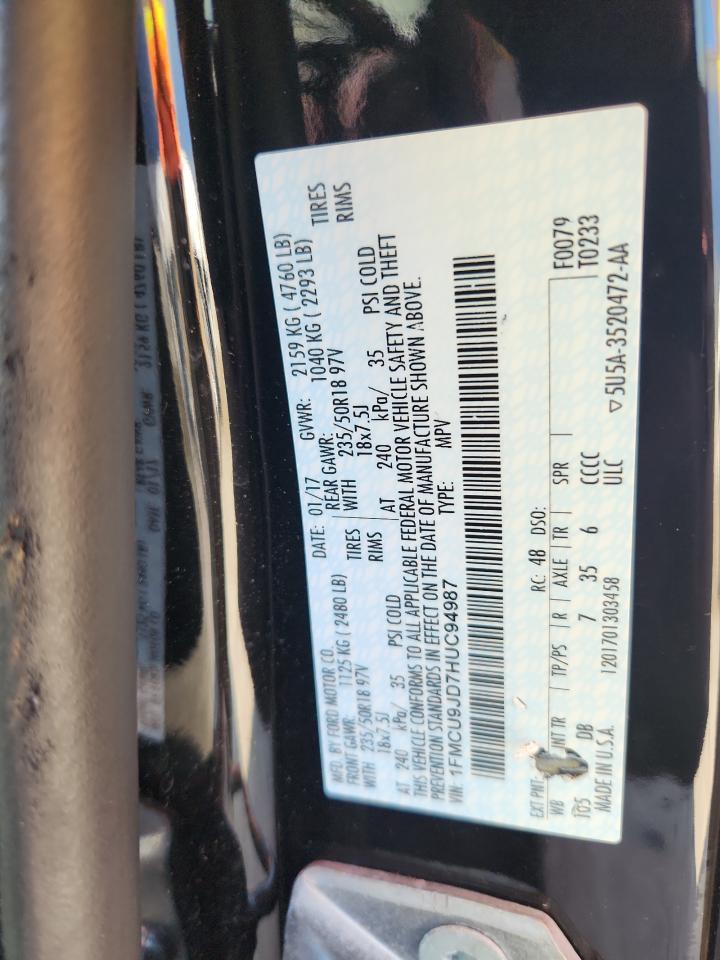 MFD. BY FORD MOTOR CO. DATE: 01/17 GVWR: 2159 KG ( 4760 LB)
FRONT GAWR: 1125 KG ( 2480 LB) REAR GAWR: 1040 KG ( 2293 LB)
WITH 235/50R18 97V TIRES WITH 235/50R18 97V TIRES
18x7.5J RIMS 18x7.5J RIMS
AT 240 kPa/ 35 PSI COLD AT 240 kPa/ 35 PSI COLD
THIS VEHICLE CONFORMS TO ALL APPLICABLE FEDERAL MOTOR VEHICLE SAFETY AND THEFT
PREVENTION STANDARDS IN EFFECT ON THE DATE OF MANUFACTURE SHOWN ABOVE.
VIN: 1FMCU9JD7HUC94987 TYPE: MPV
EXT PNT: RC: 48 DSO: F0079
WB INT TR TP/PS R AXLE TR SPR T0233
105 DB 7 35 6 CCCC
MADE IN U.S.A. 1201701303458 ULC ▽5U5A-3520472-AA